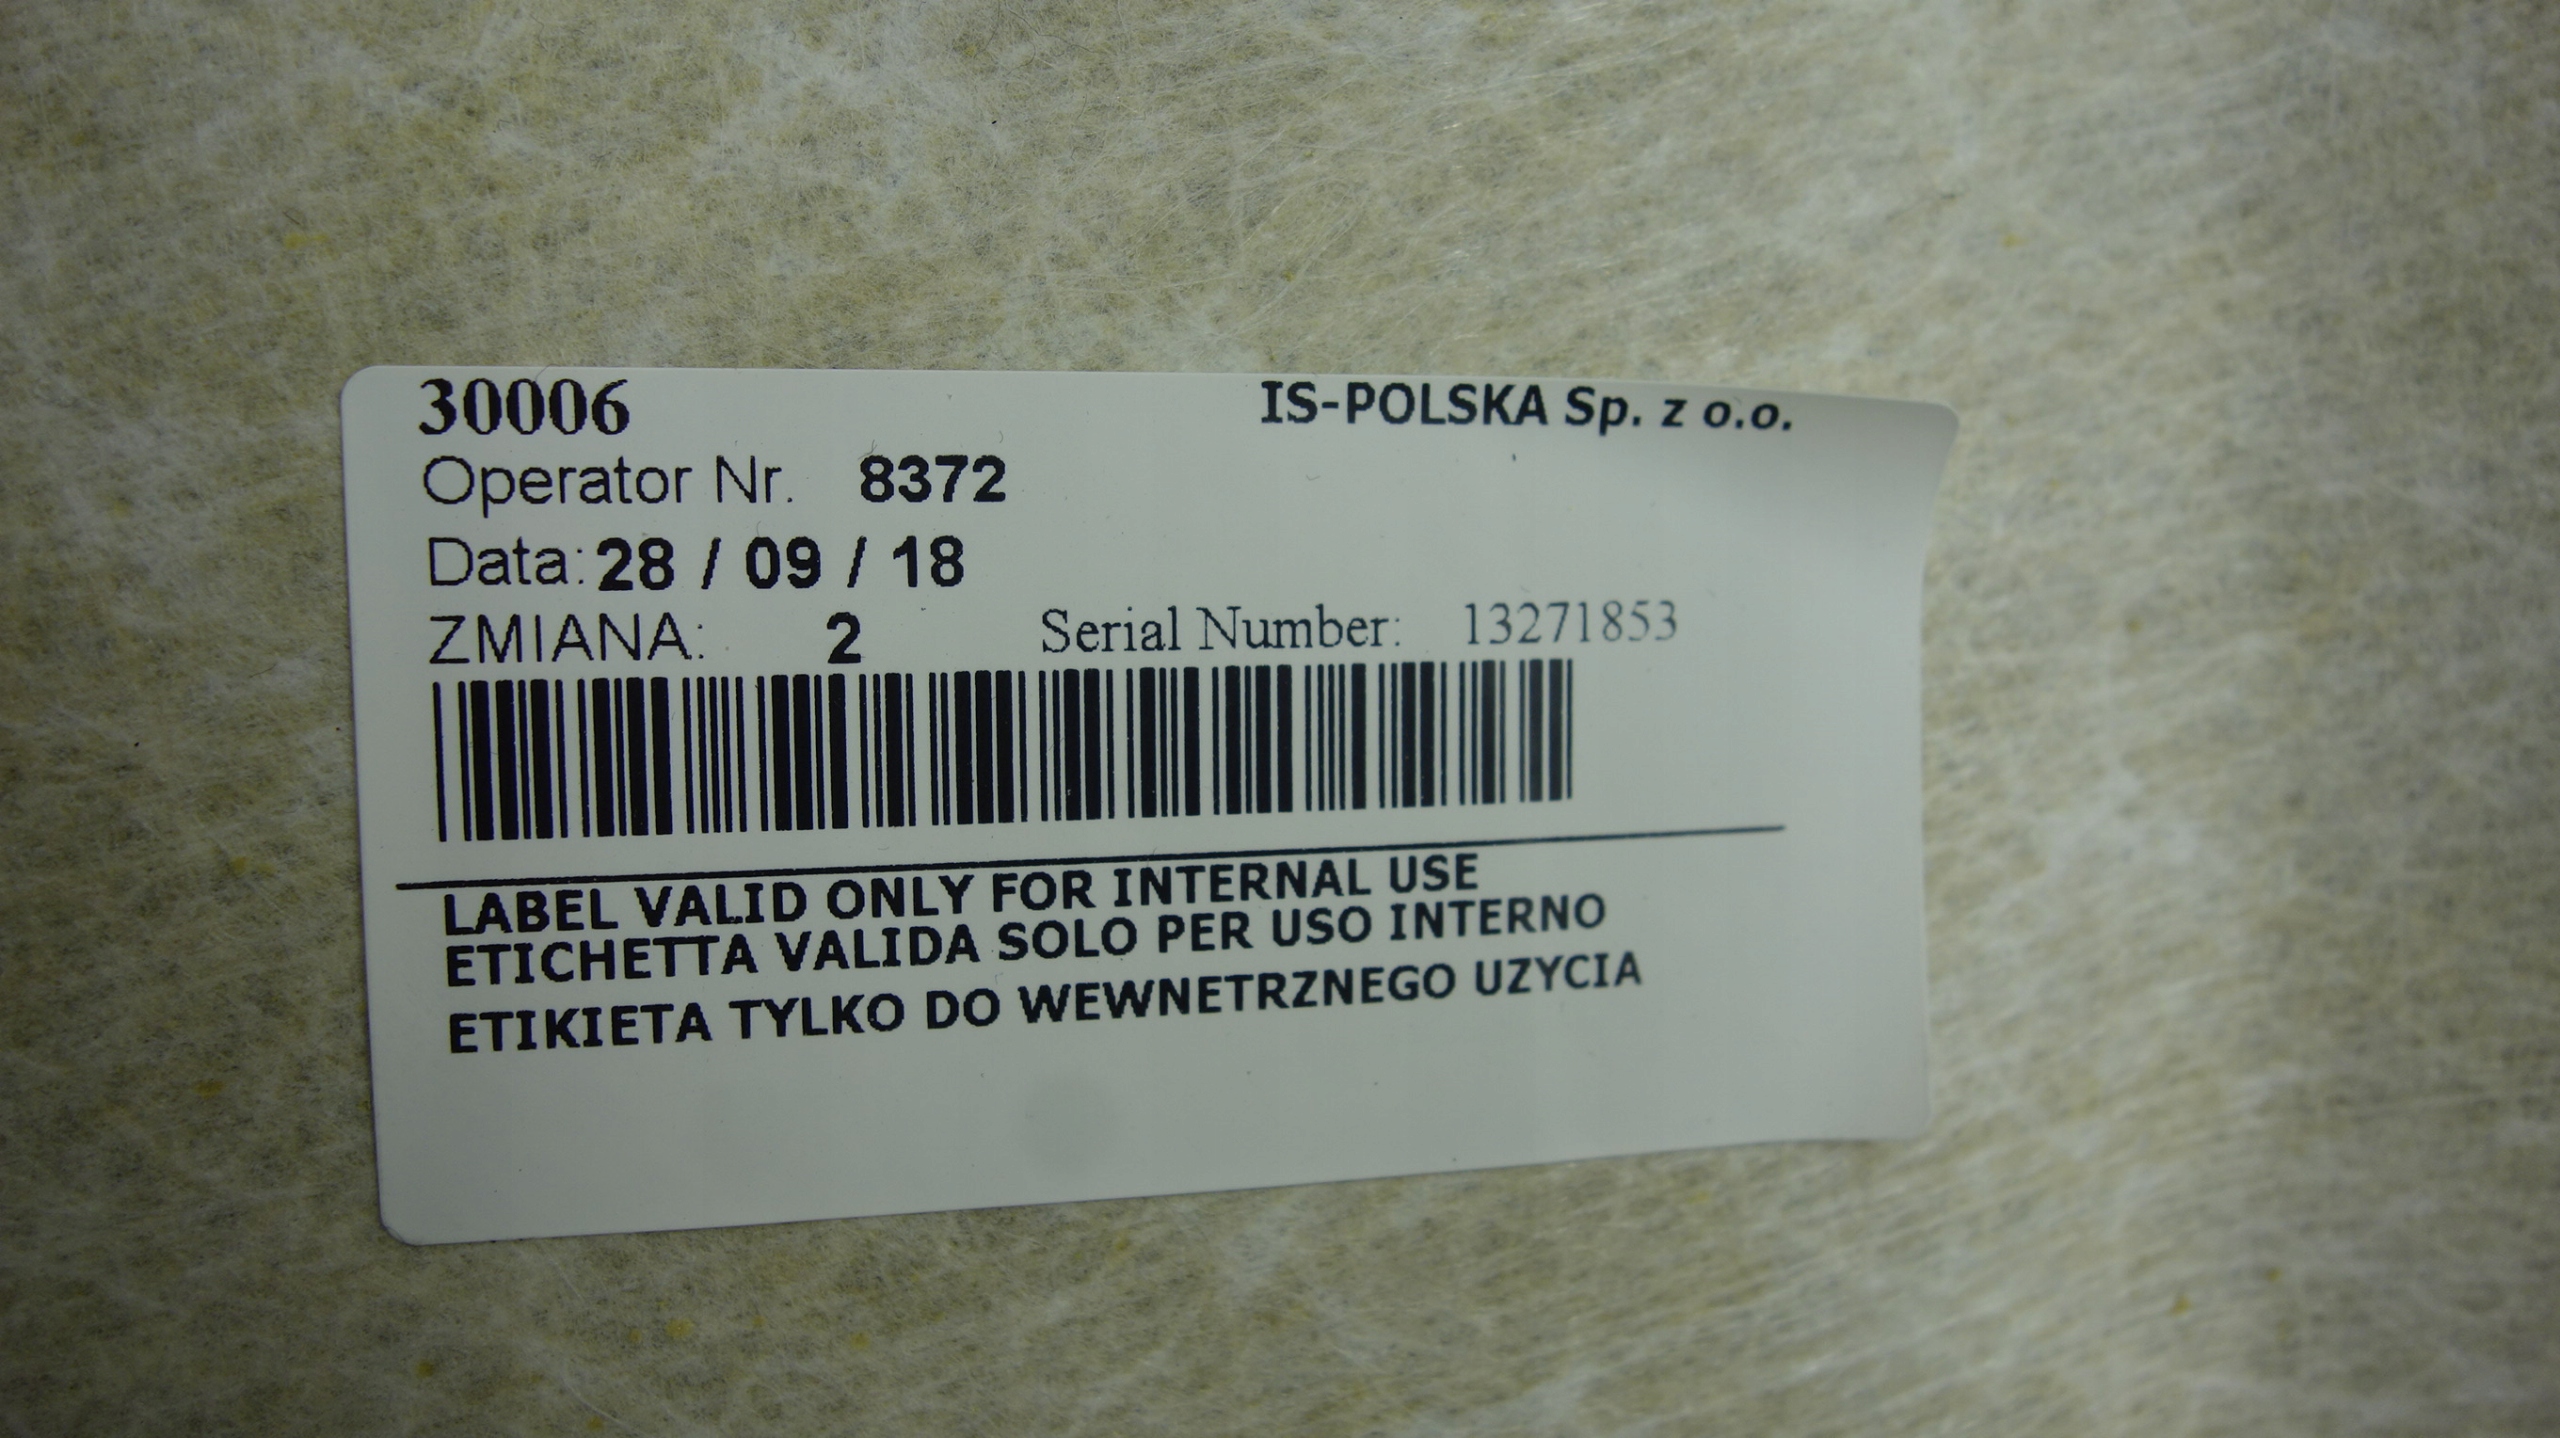 30006 IS-POLSKA Sp. z o.o.
Operator Nr. 8372
Data: 28 / 09 / 18
ZMIANA: 2 Serial Number: 13271853
LABEL VALID ONLY FOR INTERNAL USE
ETICHETTA VALIDA SOLO PER USO INTERNO
ETIKIETA TYLKO DO WEWNETRZNEGO UZYCIA